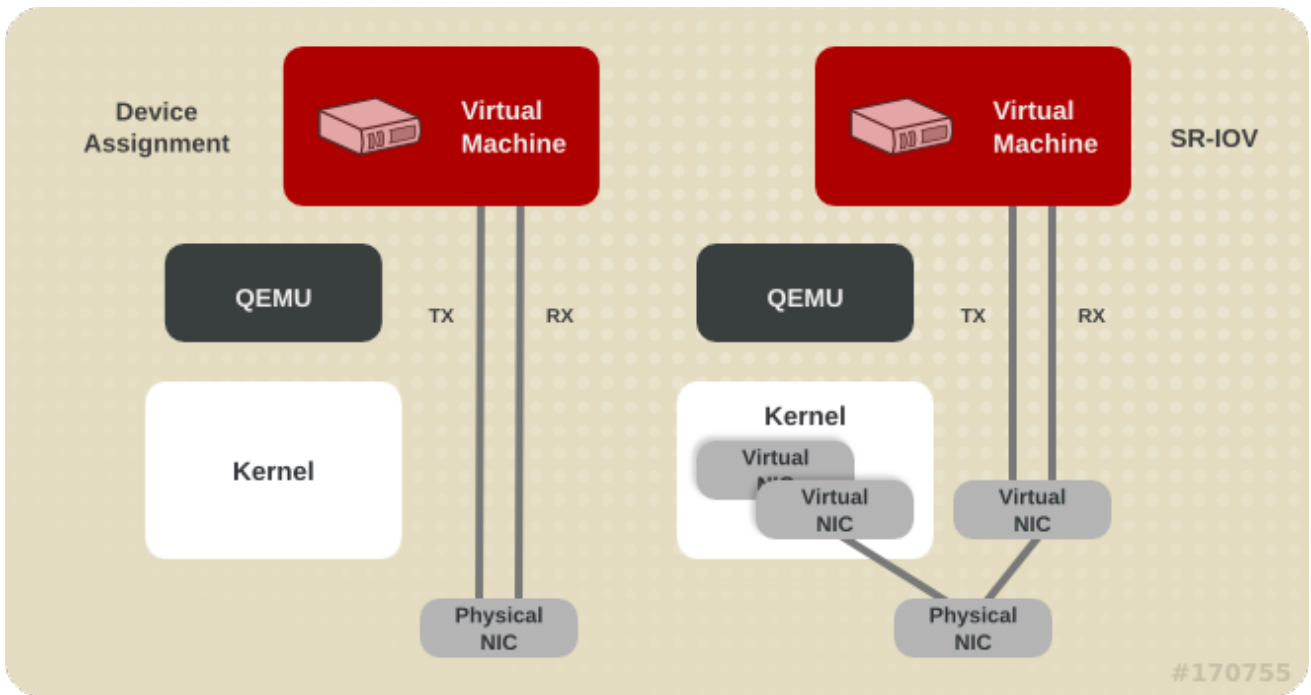 Device
Assignment
Virtual
Machine
QEMU
TX
RX
Kernel
Physical
NIC
Virtual
Machine
SR-IOV
QEMU
TX
RX
Kernel
Virtual
NIC
Virtual
NIC
Virtual
NIC
Physical
NIC
#170755